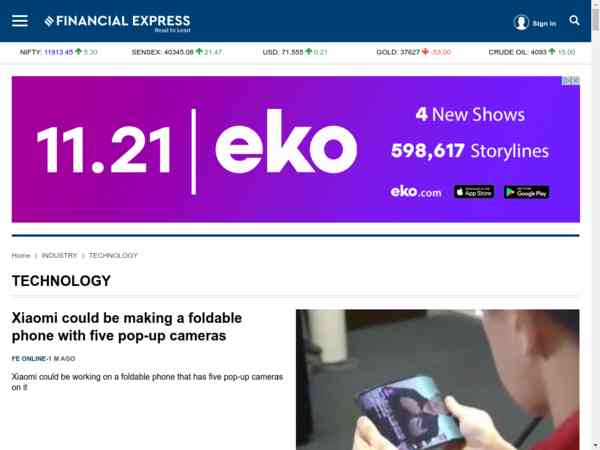 FINANCIAL EXPRESS
Read to Lead
Sign In
NIFTY: 11913.45 5.30 SENSEX: 40345.08 21.47 USD: 71.555 0.21 GOLD: 37627 -53.00 CRUDE OIL: 4093 15.00
11.21 | eko
4 New Shows
598,617 Storylines
eko.com App Store Google Play
Home | INDUSTRY | TECHNOLOGY
TECHNOLOGY
Xiaomi could be making a foldable
phone with five pop-up cameras
FE ONLINE-1 M AGO
Xiaomi could be working on a foldable phone that has five pop-up cameras
on it